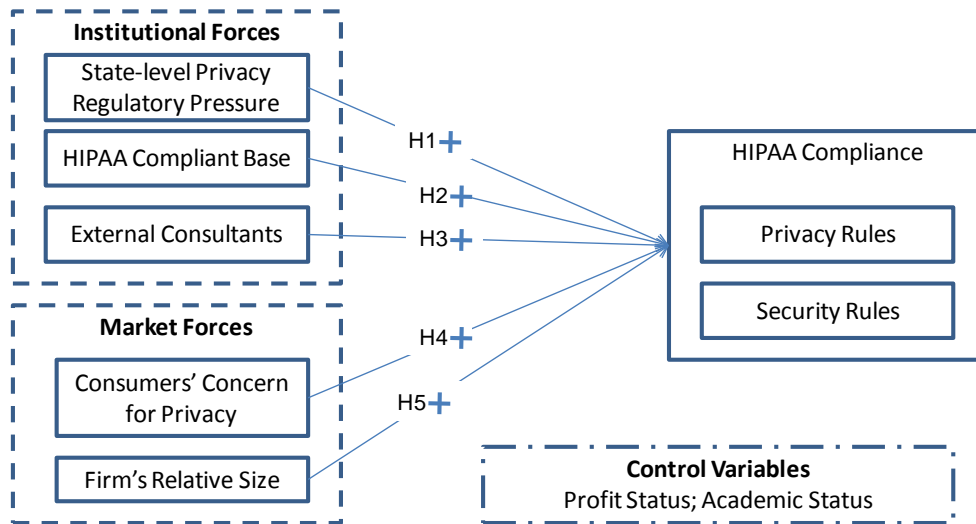 Institutional Forces
State-level Privacy
Regulatory Pressure
HIPAA Compliant Base
External Consultants
Market Forces
Consumers’ Concern
for Privacy
Firm’s Relative Size
H1+
H2+
H3+
H4+
H5+
HIPAA Compliance
Privacy Rules
Security Rules
Control Variables
Profit Status; Academic Status